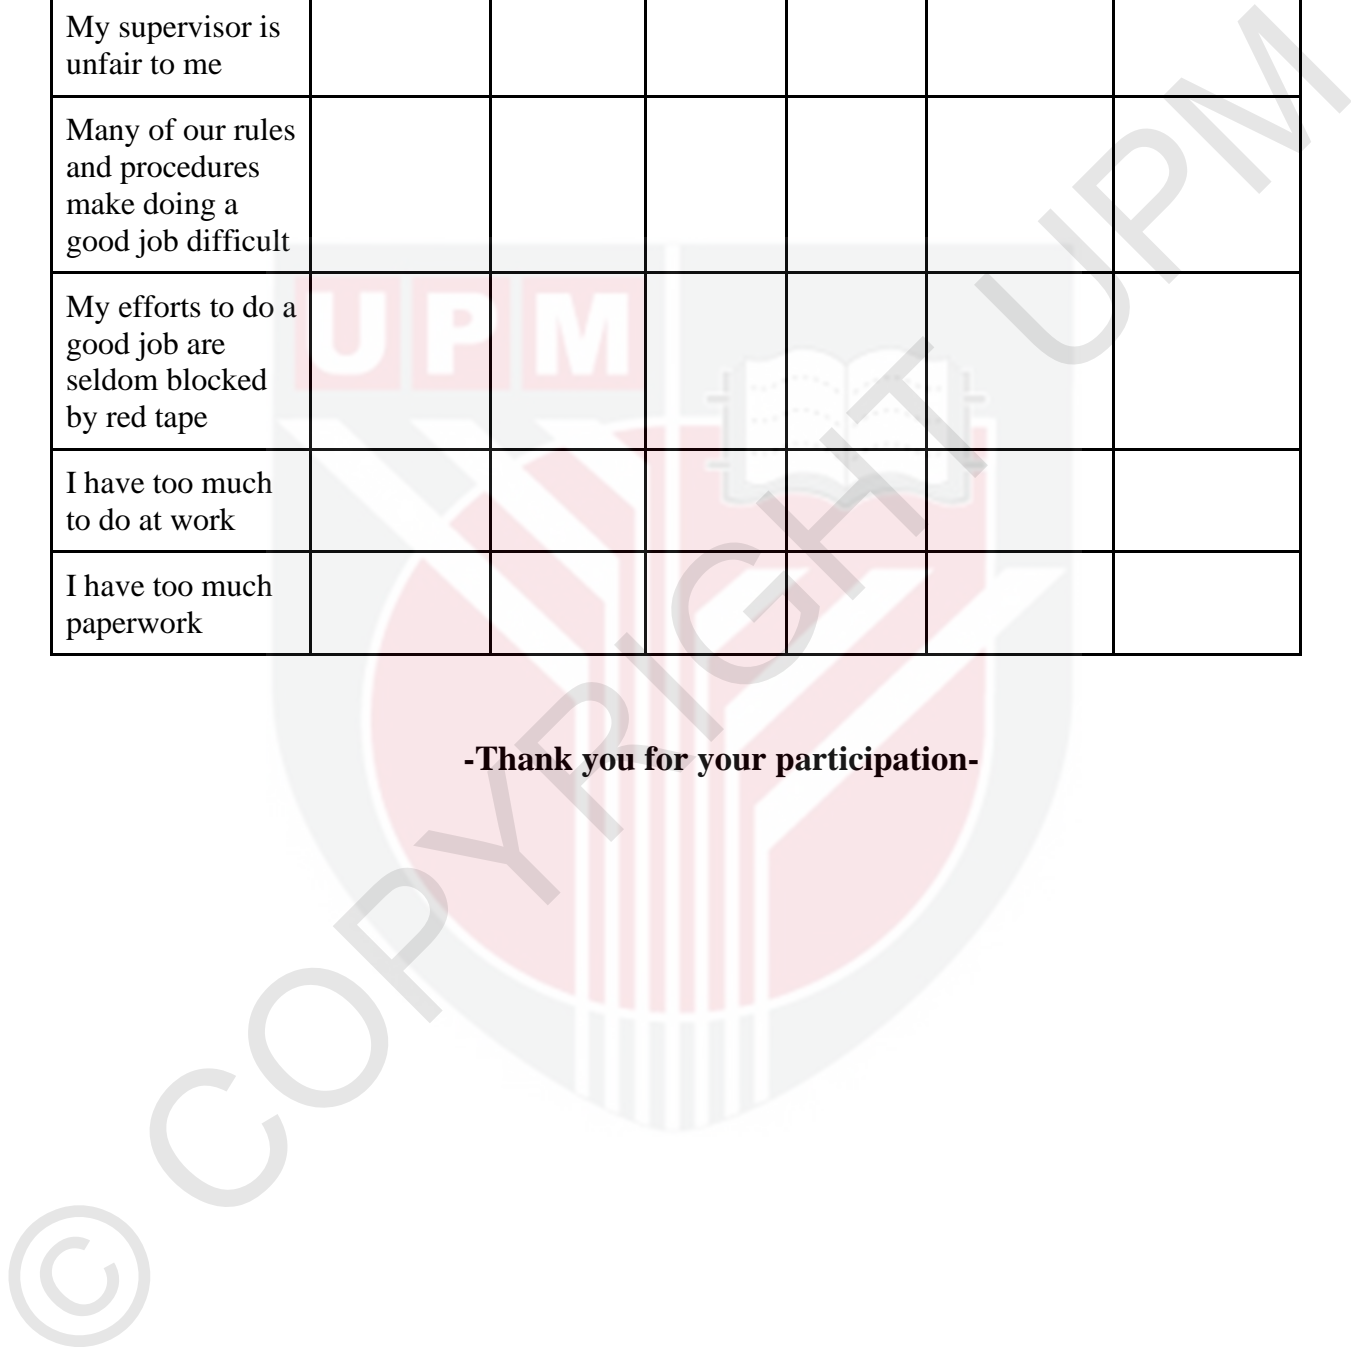 My supervisor is
unfair to me
Many of our rules
and procedures
make doing a
good job difficult
My efforts to do a
good job are
seldom blocked
by red tape
I have too much
to do at work
I have too much
paperwork
-Thank you for your participation-
UPM
© COPYRIGHT UPM